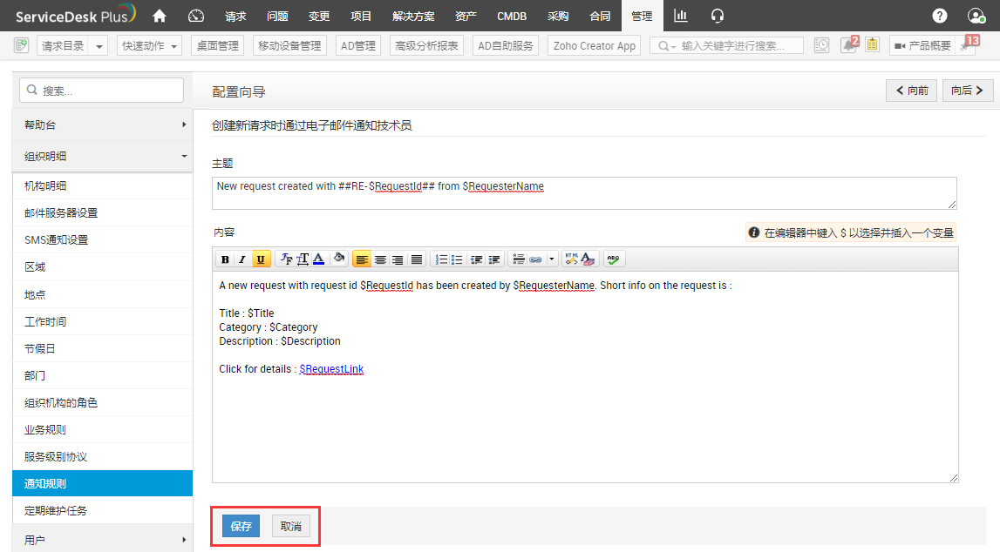 ServiceDesk Plus 请求 问题 变更 项目 解决方案 资产 CMDB 采购 合同 管理
请求目录 快速动作 桌面管理 移动设备管理 AD管理 高级分析报表 AD自助服务 Zoho Creator App 输入关键字进行搜索... 2 产品概要 13
搜索...
帮助台
组织明细
机构明细
邮件服务器设置
SMS通知设置
区域
地点
工作时间
节假日
部门
组织机构的角色
业务规则
服务级别协议
通知规则
定期维护任务
用户
配置向导 向前 向后
创建新请求时通过电子邮件通知技术员
主题
New request created with ##RE-$RequestId## from $RequesterName
内容 在编辑器中键入 $ 以选择并插入一个变量
B I U F T A HTML A ABC
A new request with request id $RequestId has been created by $RequesterName. Short info on the request is :
Title : $Title
Category : $Category
Description : $Description
Click for details : $RequestLink
保存 取消